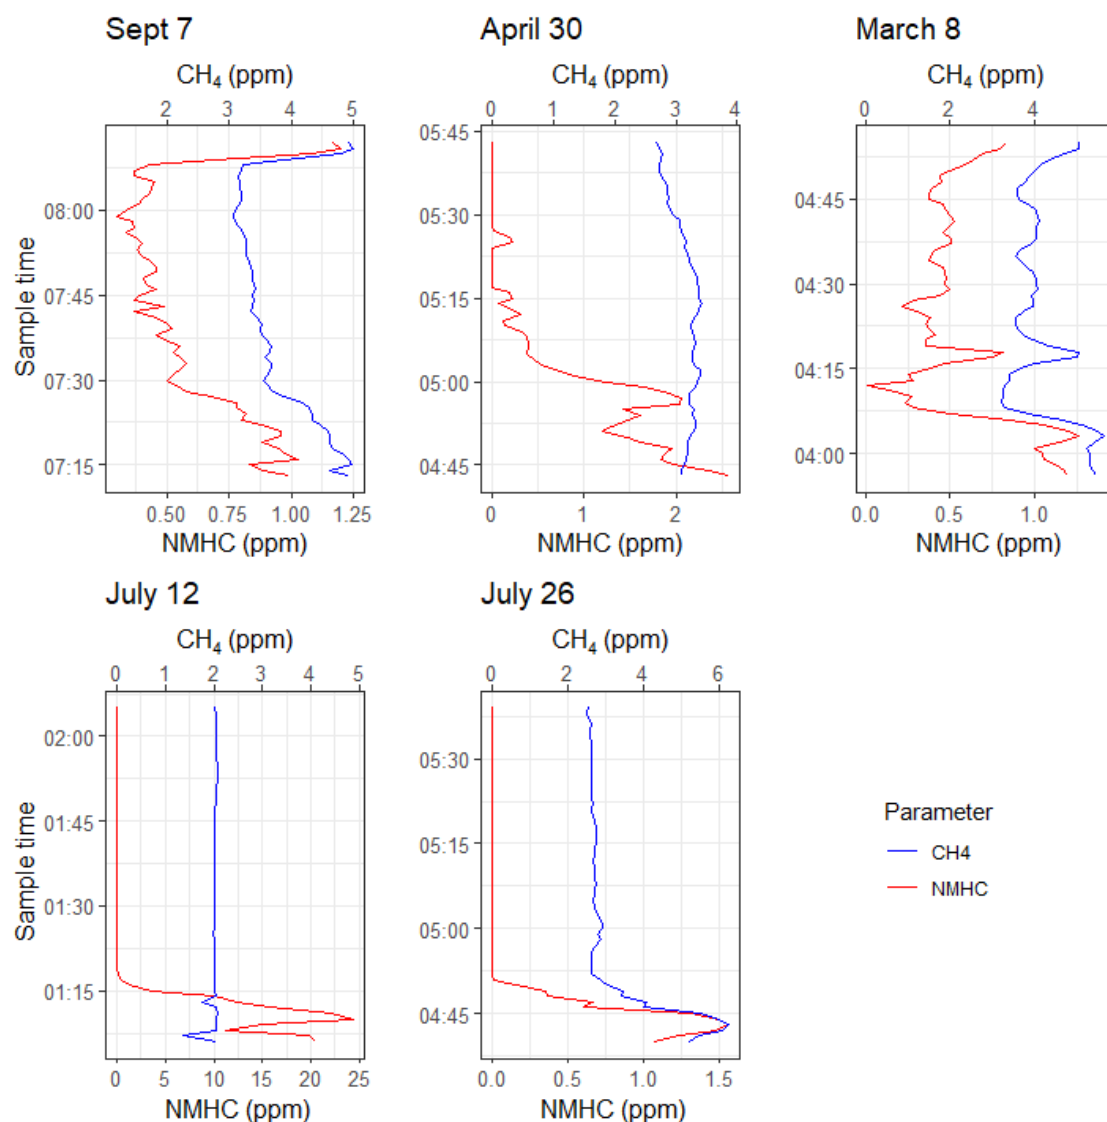 Sept 7
April 30
March 8
CH₄ (ppm)
CH₄ (ppm)
CH₄ (ppm)
2 3 4 5
0 1 2 3 4
0 2 4
Sample time
08:00
07:45
07:30
07:15
05:45
05:30
05:15
05:00
04:45
04:45
04:30
04:15
04:00
0.50 0.75 1.00 1.25
0 1 2
0.0 0.5 1.0
NMHC (ppm)
NMHC (ppm)
NMHC (ppm)
July 12
July 26
CH₄ (ppm)
CH₄ (ppm)
0 1 2 3 4 5
0 2 4 6
Sample time
02:00
01:45
01:30
01:15
05:30
05:15
05:00
04:45
Parameter
CH4
NMHC
0 5 10 15 20 25
0.0 0.5 1.0 1.5
NMHC (ppm)
NMHC (ppm)